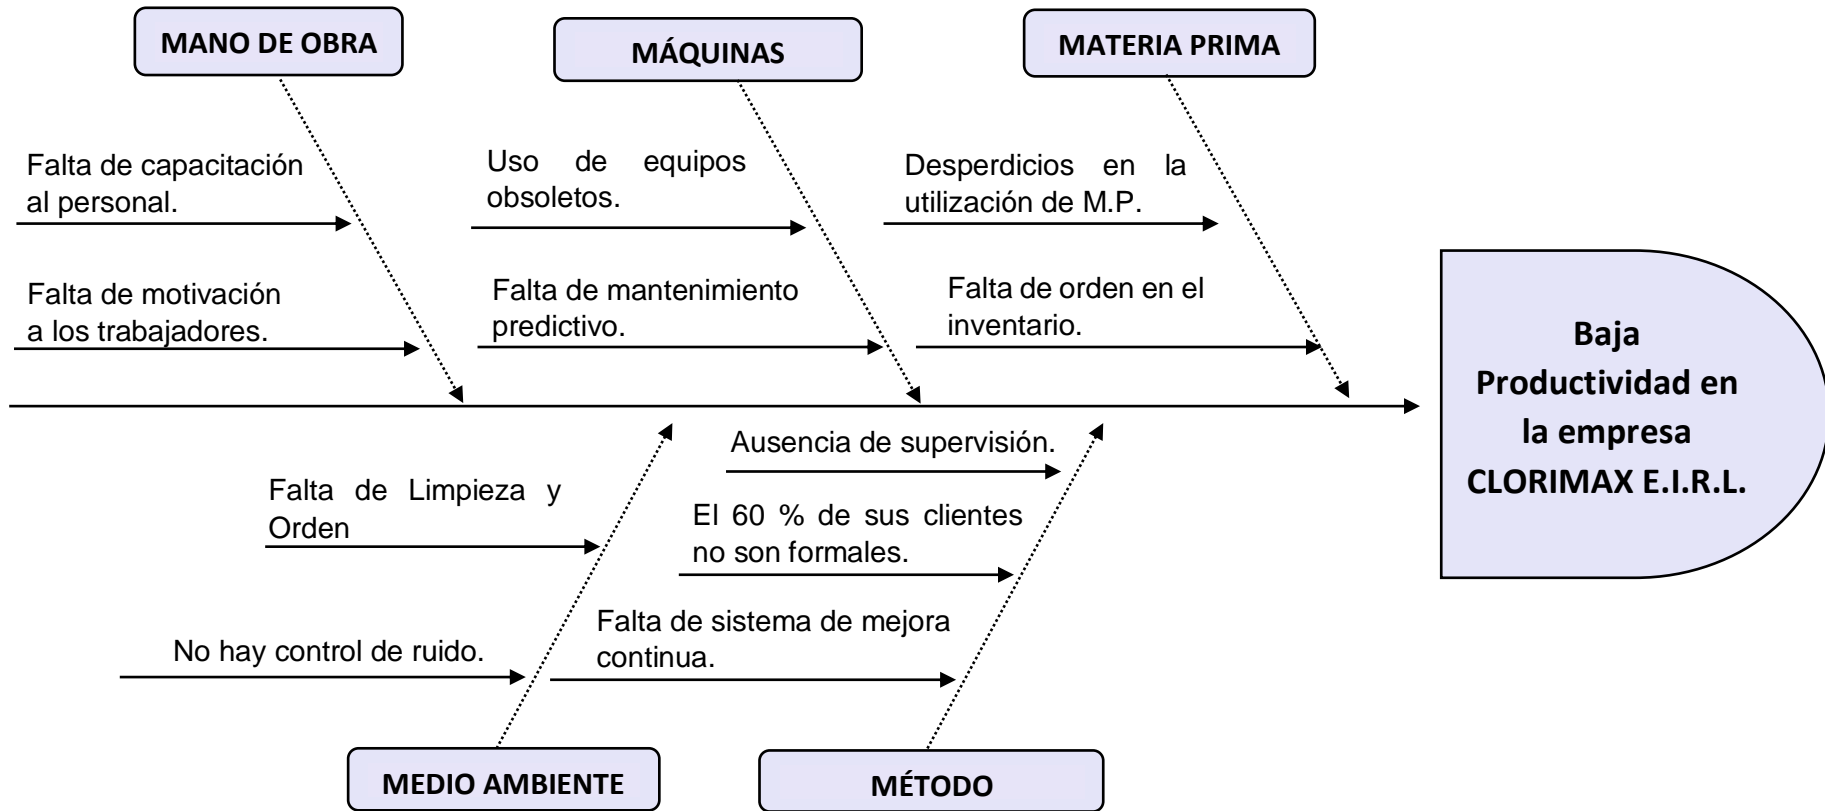 MANO DE OBRA
MÁQUINAS
MATERIA PRIMA
Falta de capacitación
al personal.
Uso de equipos
obsoletos.
Desperdicios en la
utilización de M.P.
Falta de motivación
a los trabajadores.
Falta de mantenimiento
predictivo.
Falta de orden en el
inventario.
Baja
Productividad en
la empresa
CLORIMAX E.I.R.L.
Falta de Limpieza y
Orden
No hay control de ruido.
Ausencia de supervisión.
El 60 % de sus clientes
no son formales.
Falta de sistema de mejora
continua.
MEDIO AMBIENTE
MÉTODO